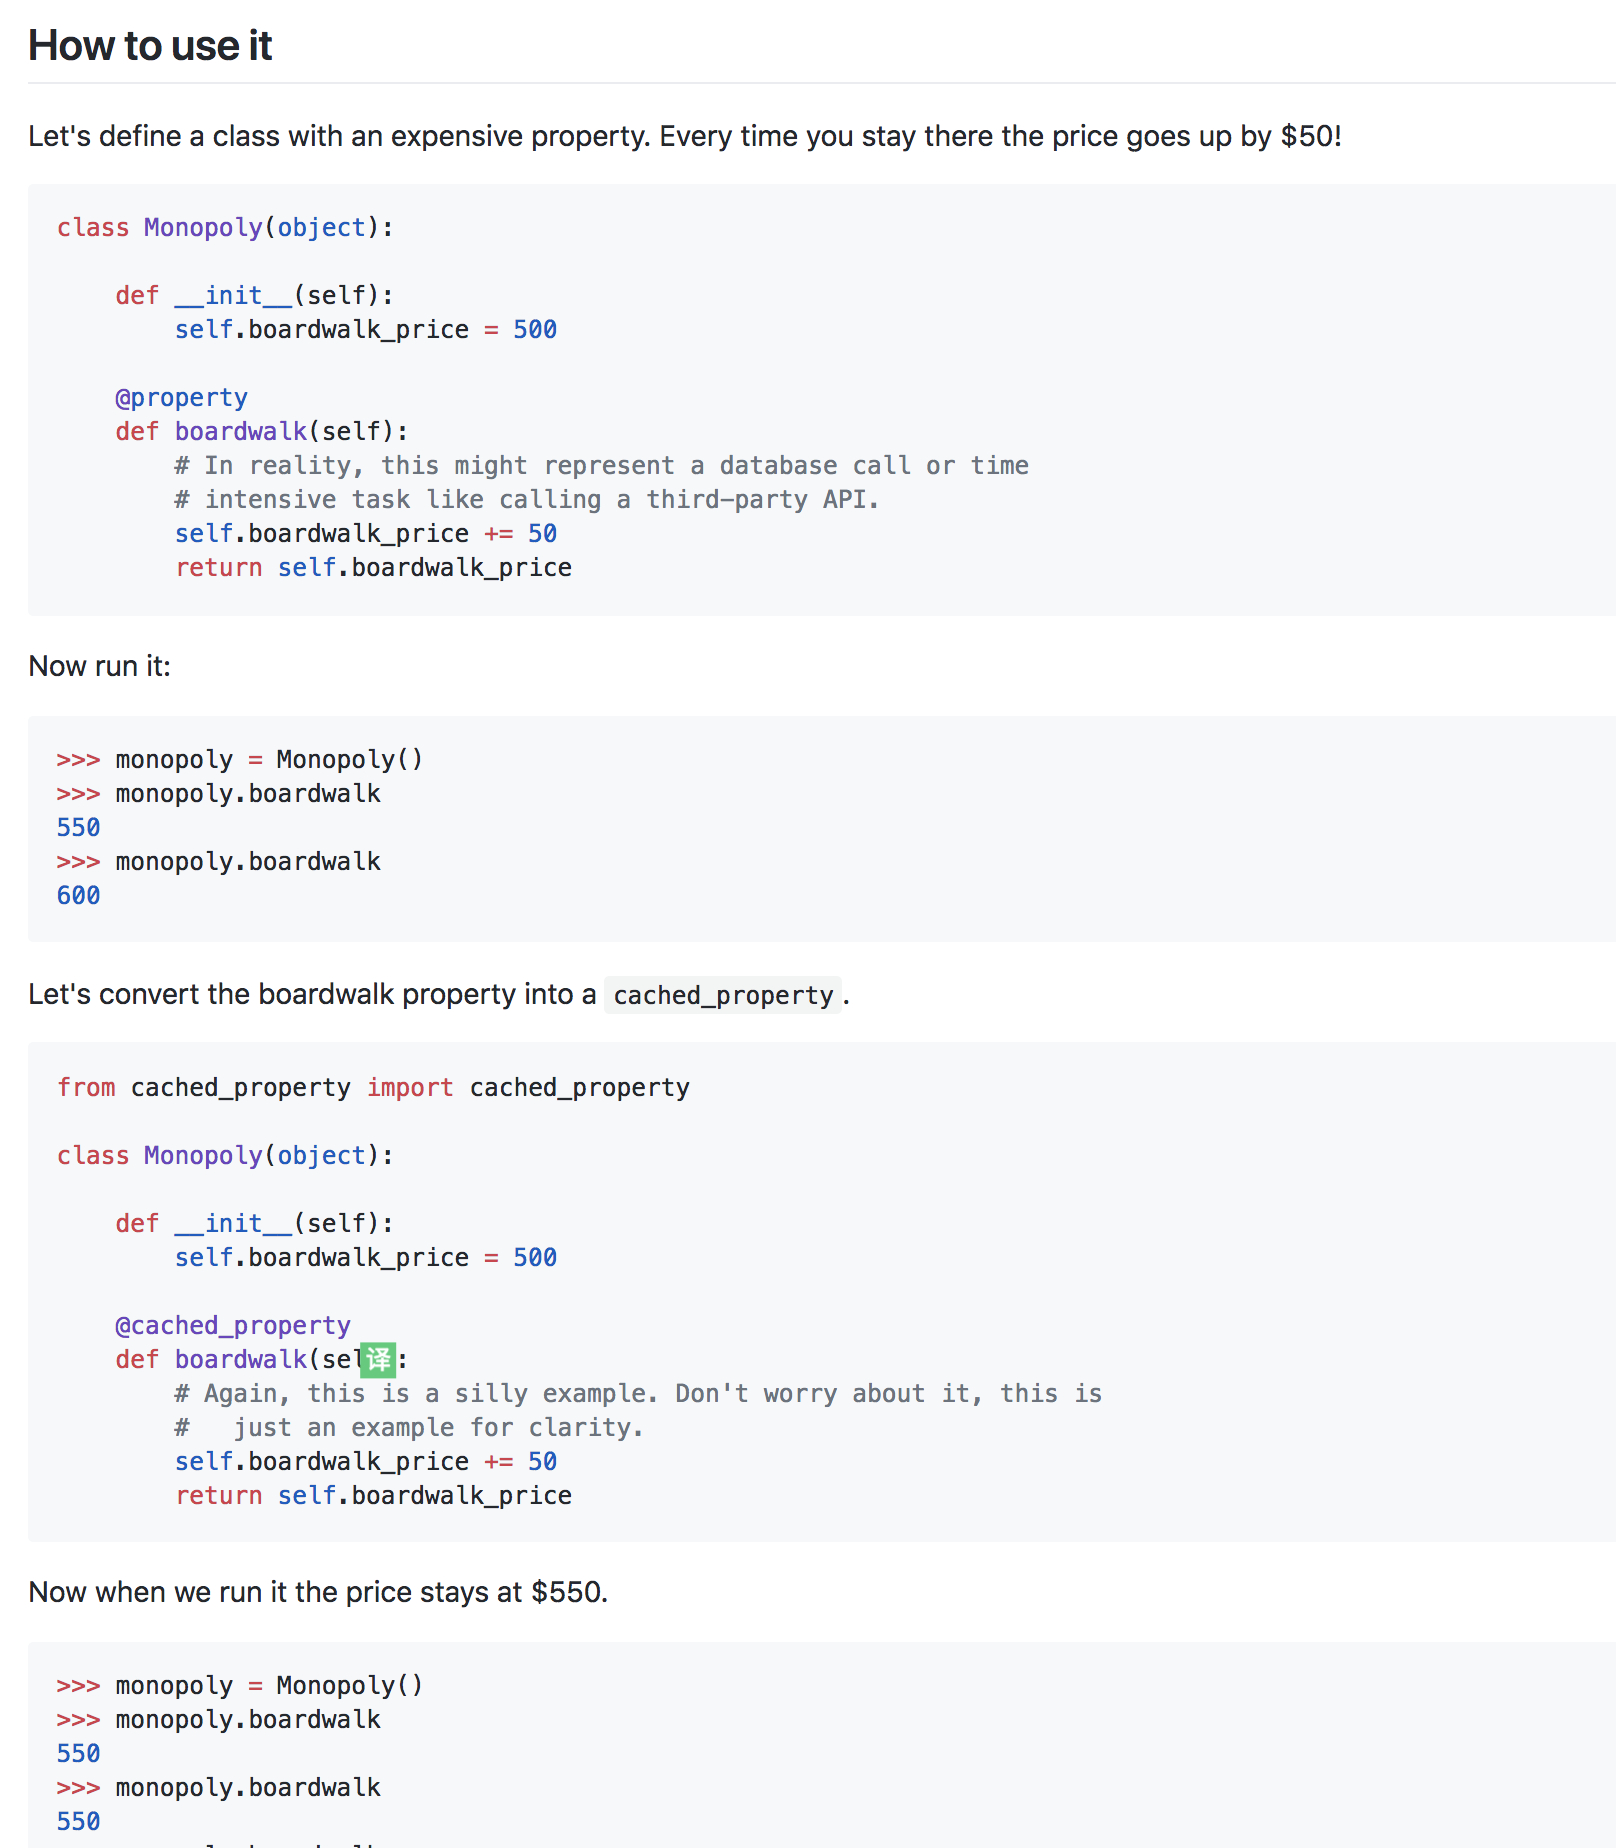 How to use it
Let's define a class with an expensive property. Every time you stay there the price goes up by $50!
class Monopoly(object):
    def __init__(self):
        self.boardwalk_price = 500
    @property
    def boardwalk(self):
        # In reality, this might represent a database call or time
        # intensive task like calling a third-party API.
        self.boardwalk_price += 50
        return self.boardwalk_price
Now run it:
>>> monopoly = Monopoly()
>>> monopoly.boardwalk
550
>>> monopoly.boardwalk
600
Let's convert the boardwalk property into a cached_property.
from cached_property import cached_property
class Monopoly(object):
    def __init__(self):
        self.boardwalk_price = 500
    @cached_property
    def boardwalk(sel译:
        # Again, this is a silly example. Don't worry about it, this is
        #   just an example for clarity.
        self.boardwalk_price += 50
        return self.boardwalk_price
Now when we run it the price stays at $550.
>>> monopoly = Monopoly()
>>> monopoly.boardwalk
550
>>> monopoly.boardwalk
550